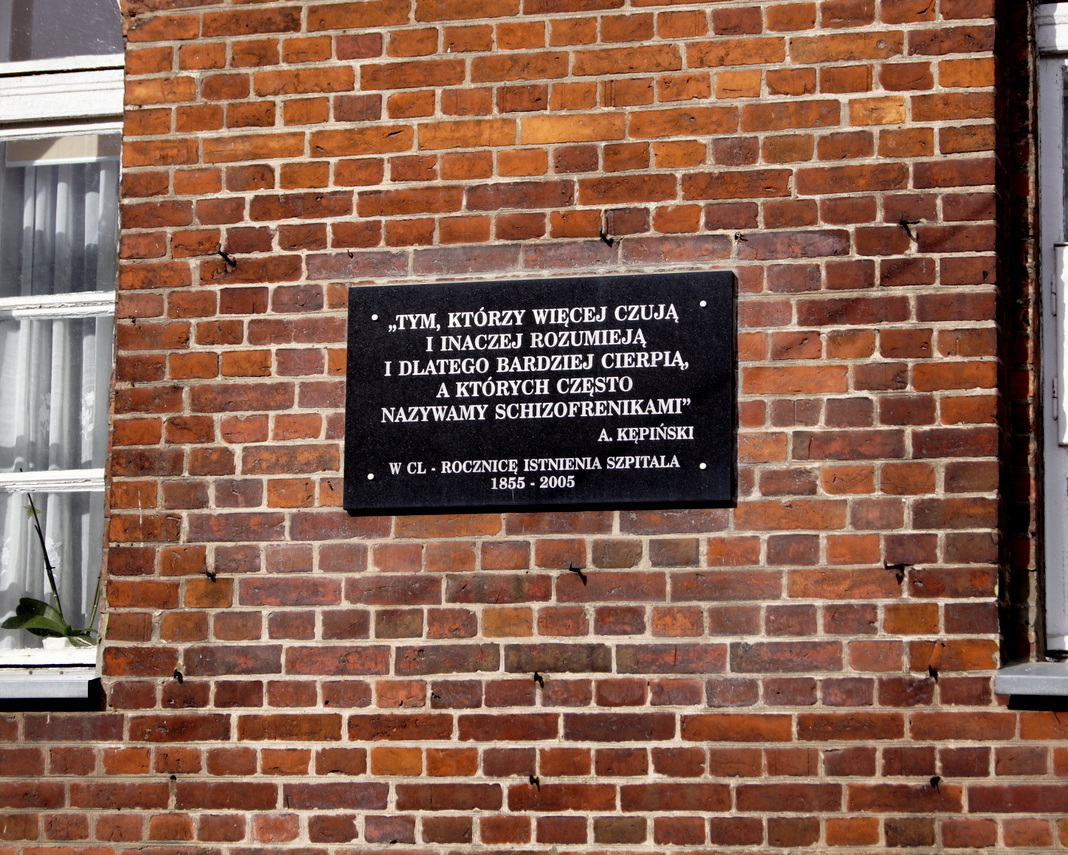 „TYM, KTÓRZY WIĘCEJ CZUJĄ
I INACZEJ ROZUMIEJĄ
I DLATEGO BARDZIEJ CIERPIĄ,
A KTÓRYCH CZĘSTO
NAZYWAMY SCHIZOFRENIKAMI”
A. KĘPIŃSKI
W CL - ROCZNICĘ ISTNIENIA SZPITALA
1855 - 2005